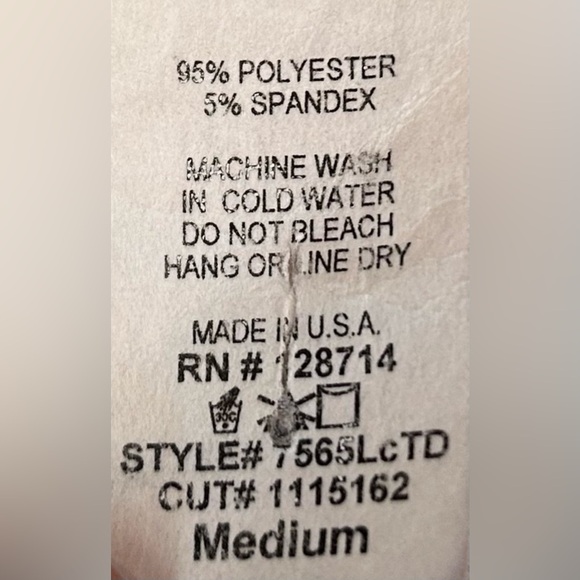 95% POLYESTER
5% SPANDEX
MACHINE WASH
IN COLD WATER
DO NOT BLEACH
HANG OR LINE DRY
MADE IN U.S.A.
RN # 128714
30C
STYLE# 7565LcTD
CUT# 1115162
Medium